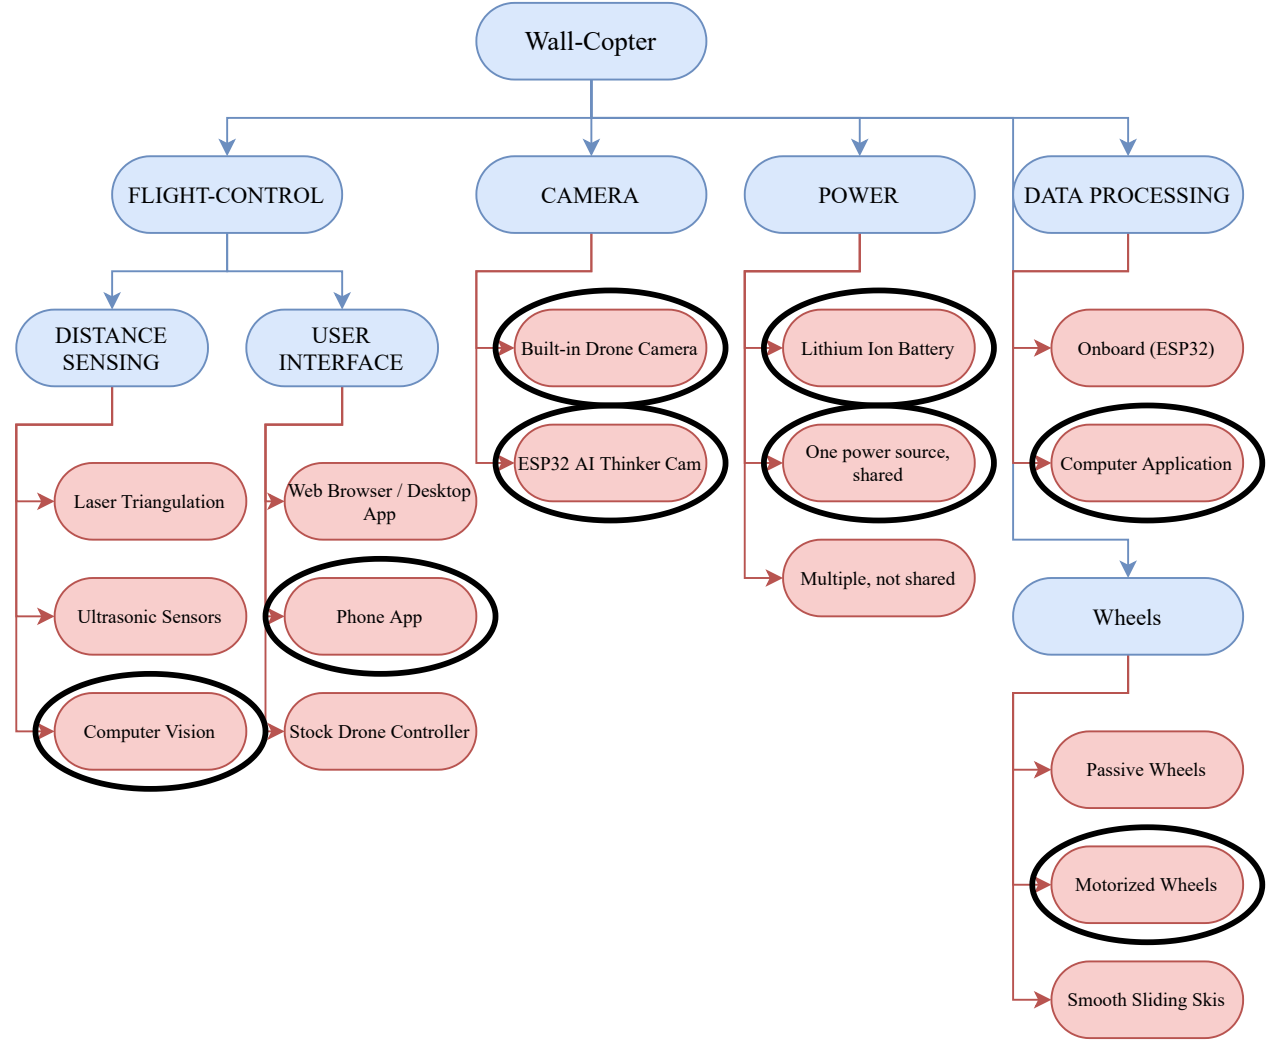 Wall-Copter
FLIGHT-CONTROL
CAMERA
POWER
DATA PROCESSING
DISTANCE
SENSING
USER
INTERFACE
Built-in Drone Camera
Lithium Ion Battery
Onboard (ESP32)
ESP32 AI Thinker Cam
One power source,
shared
Computer Application
Laser Triangulation
Web Browser / Desktop
App
Multiple, not shared
Ultrasonic Sensors
Phone App
Wheels
Computer Vision
Stock Drone Controller
Passive Wheels
Motorized Wheels
Smooth Sliding Skis